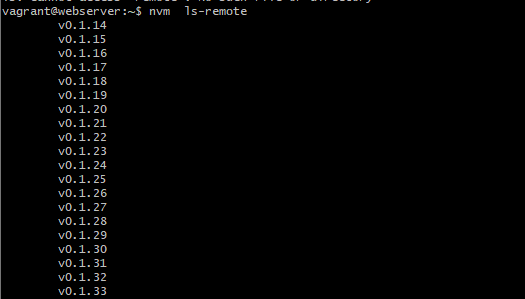 vagrant@webserver:~$ nvm  ls-remote
v0.1.14
v0.1.15
v0.1.16
v0.1.17
v0.1.18
v0.1.19
v0.1.20
v0.1.21
v0.1.22
v0.1.23
v0.1.24
v0.1.25
v0.1.26
v0.1.27
v0.1.28
v0.1.29
v0.1.30
v0.1.31
v0.1.32
v0.1.33